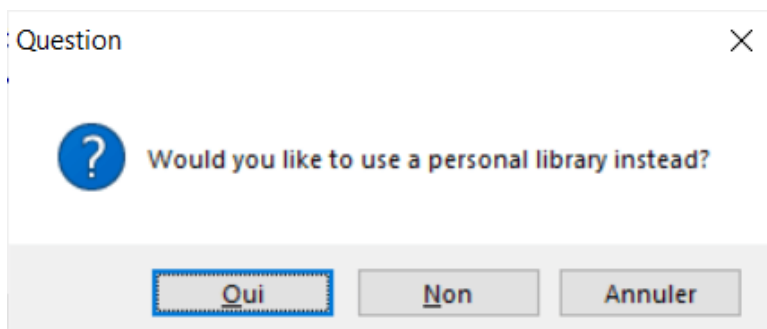 Question
?
Would you like to use a personal library instead?
Oui
Non
Annuler